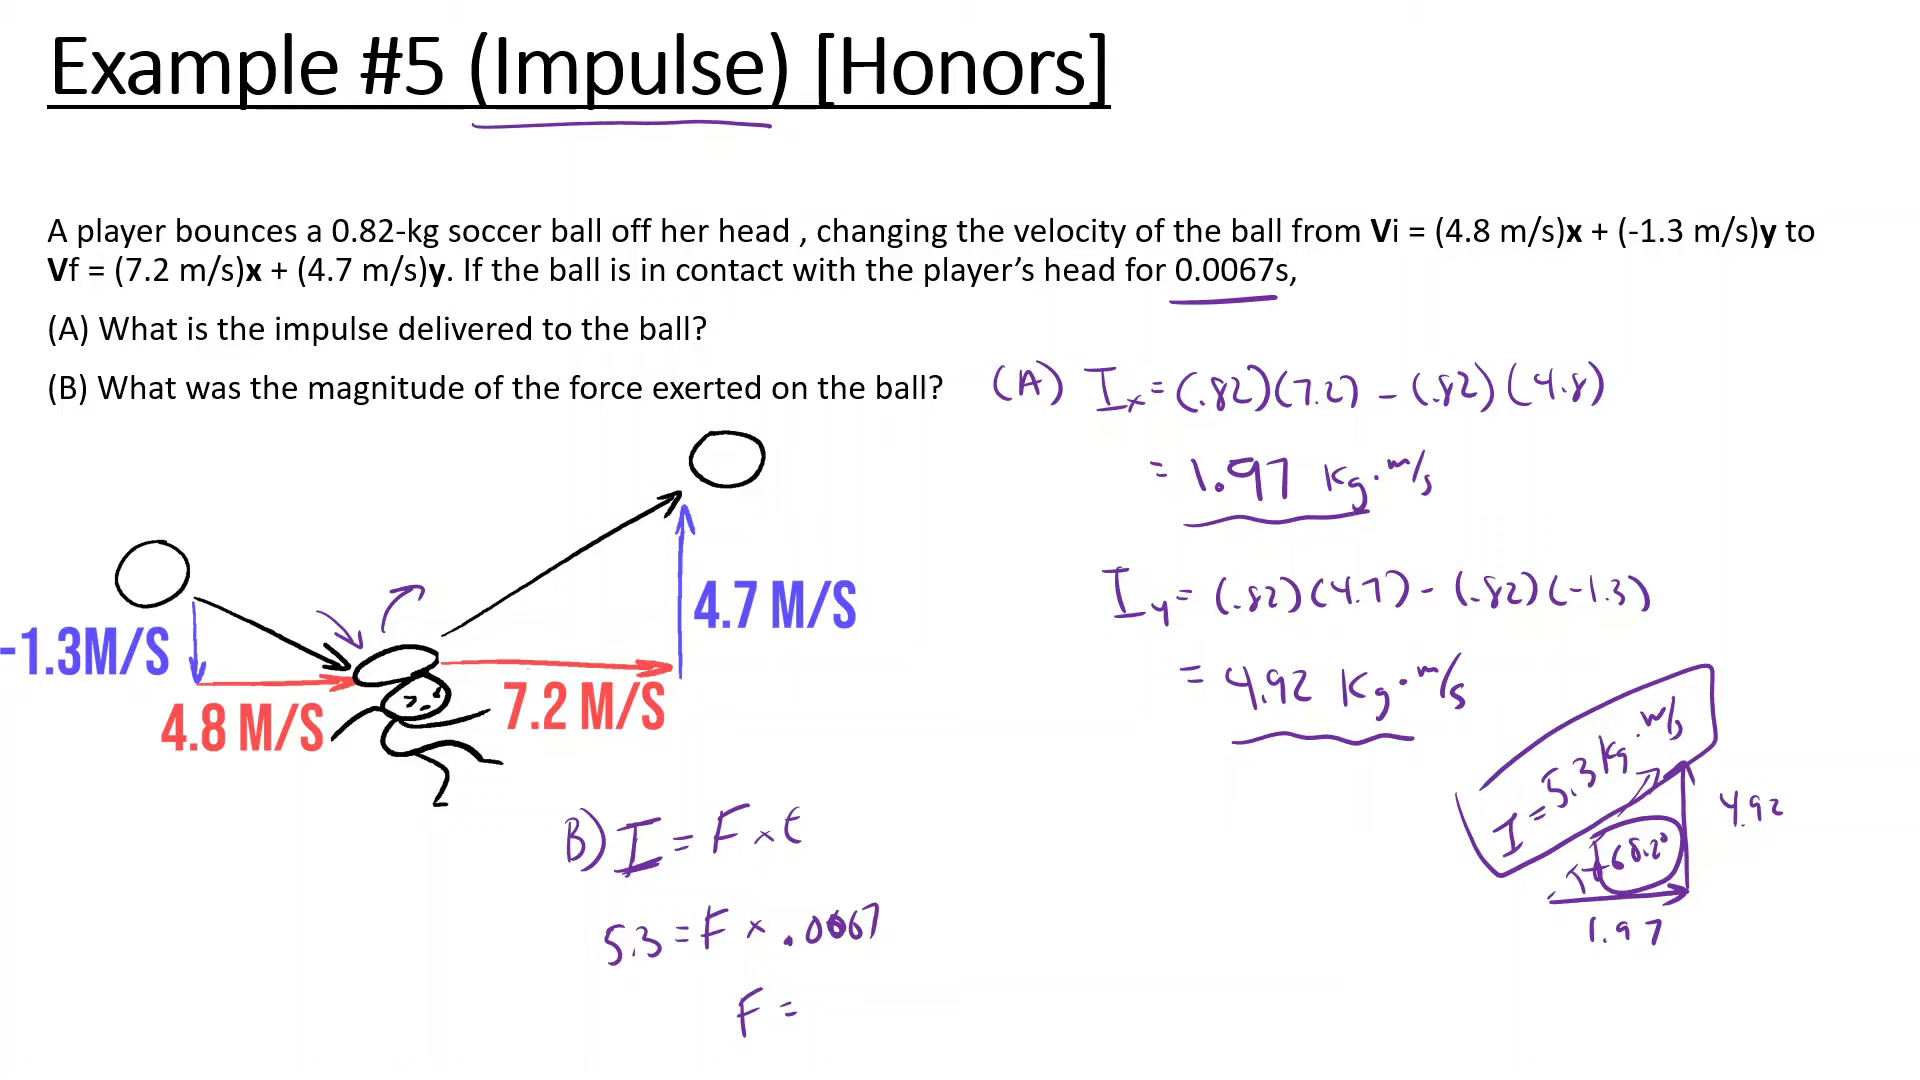 Example #5 (Impulse) [Honors]
A player bounces a 0.82-kg soccer ball off her head , changing the velocity of the ball from Vi = (4.8 m/s)x + (-1.3 m/s)y to
Vf = (7.2 m/s)x + (4.7 m/s)y. If the ball is in contact with the player’s head for 0.0067s,
(A) What is the impulse delivered to the ball?
(B) What was the magnitude of the force exerted on the ball?
(A) Ix = (.82)(7.2) - (.82)(4.8)
= 1.97 kg·m/s
Iy = (.82)(4.7) - (.82)(-1.3)
= 4.92 kg·m/s
-1.3M/S
4.8 M/S
7.2 M/S
4.7 M/S
I = 5.3 kg·m/s
68.2°
4.92
1.97
B) I = F × t
5.3 = F × .0067
F =